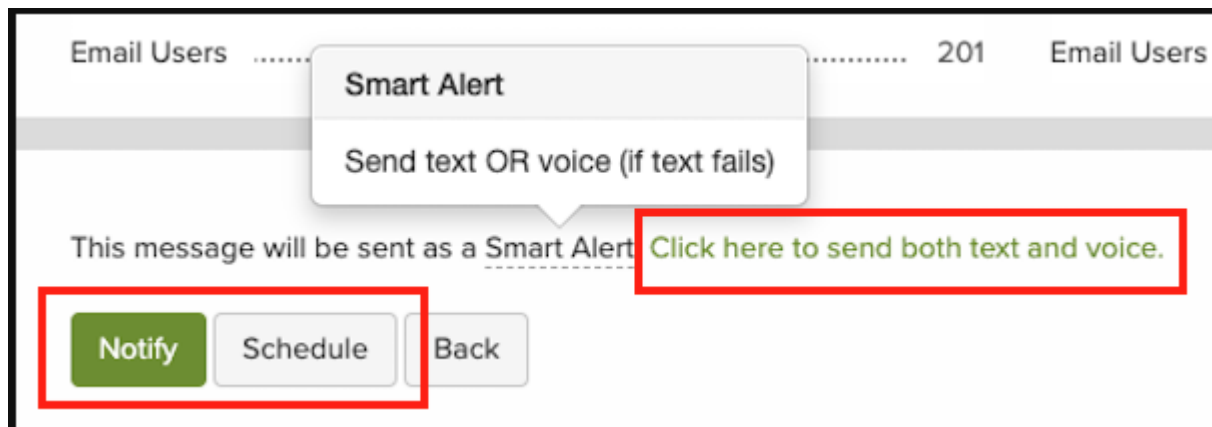 Email Users ............ 201 Email Users
Smart Alert
Send text OR voice (if text fails)
This message will be sent as a Smart Alert Click here to send both text and voice.
Notify Schedule Back